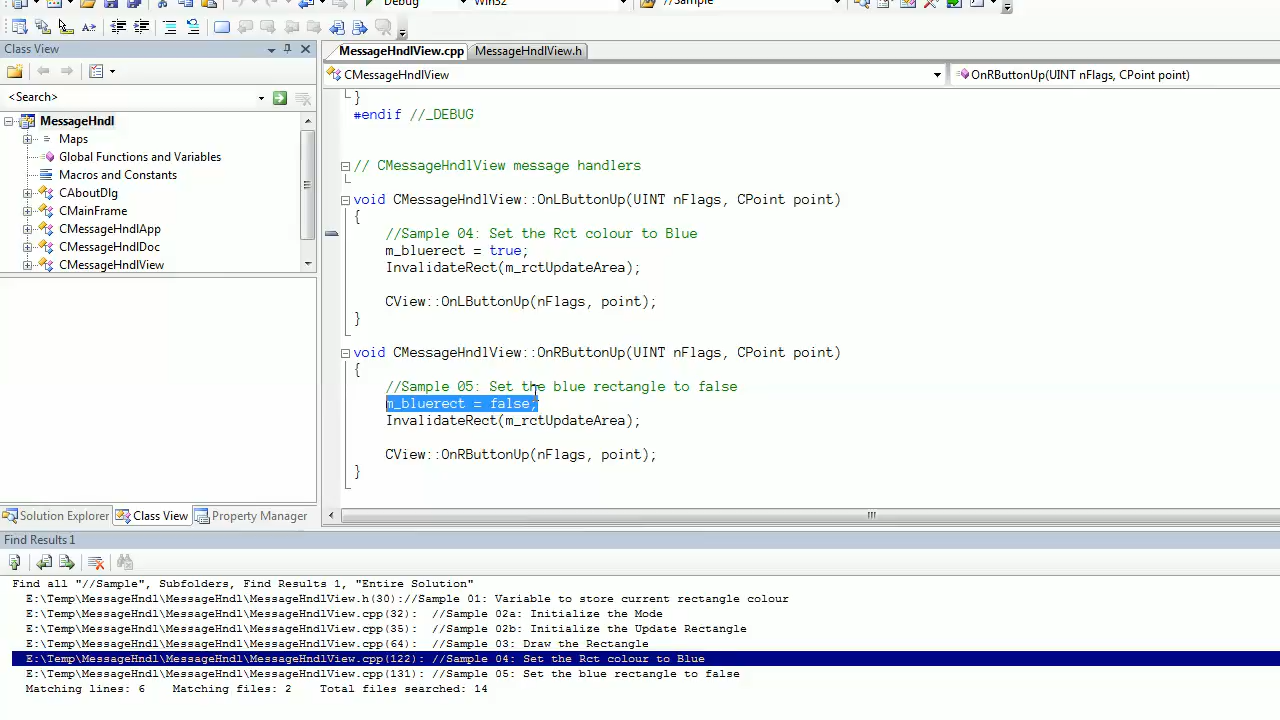 Debug Win32 //Sample
Class View
MessageHndlView.cpp MessageHndlView.h
CMessageHndlView OnRButtonUp(UINT nFlags, CPoint point)
<Search>
MessageHndl
Maps
Global Functions and Variables
Macros and Constants
CAboutDlg
CMainFrame
CMessageHndlApp
CMessageHndlDoc
CMessageHndlView
}
#endif //_DEBUG
// CMessageHndlView message handlers
void CMessageHndlView::OnLButtonUp(UINT nFlags, CPoint point)
{
//Sample 04: Set the Rct colour to Blue
m_bluerect = true;
InvalidateRect(m_rctUpdateArea);
CView::OnLButtonUp(nFlags, point);
}
void CMessageHndlView::OnRButtonUp(UINT nFlags, CPoint point)
{
//Sample 05: Set the blue rectangle to false
m_bluerect = false;
InvalidateRect(m_rctUpdateArea);
CView::OnRButtonUp(nFlags, point);
}
Solution Explorer Class View Property Manager
Find Results 1
Find all "//Sample", Subfolders, Find Results 1, "Entire Solution"
E:\Temp\MessageHndl\MessageHndl\MessageHndlView.h(30)://Sample 01: Variable to store current rectangle colour
E:\Temp\MessageHndl\MessageHndl\MessageHndlView.cpp(32): //Sample 02a: Initialize the Mode
E:\Temp\MessageHndl\MessageHndl\MessageHndlView.cpp(35): //Sample 02b: Initialize the Update Rectangle
E:\Temp\MessageHndl\MessageHndl\MessageHndlView.cpp(64): //Sample 03: Draw the Rectangle
E:\Temp\MessageHndl\MessageHndl\MessageHndlView.cpp(122): //Sample 04: Set the Rct colour to Blue
E:\Temp\MessageHndl\MessageHndl\MessageHndlView.cpp(131): //Sample 05: Set the blue rectangle to false
Matching lines: 6 Matching files: 2 Total files searched: 14